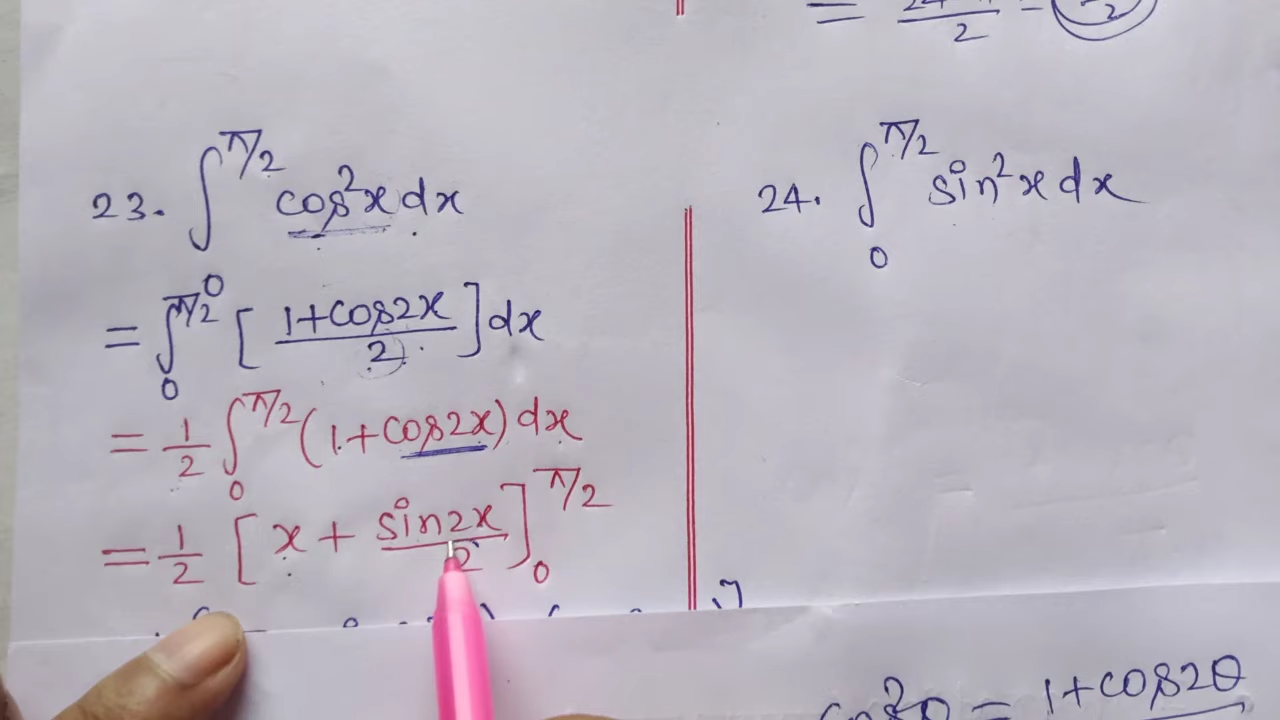 23. ∫₀^π/2 cos²x dx
= ∫₀^π/2 [ (1+cos2x)/2 ] dx
= 1/2 ∫₀^π/2 (1+cos2x) dx
= 1/2 [ x + sin2x/2 ]₀^π/2
24. ∫₀^π/2 sin²x dx
= 1+cos2θ